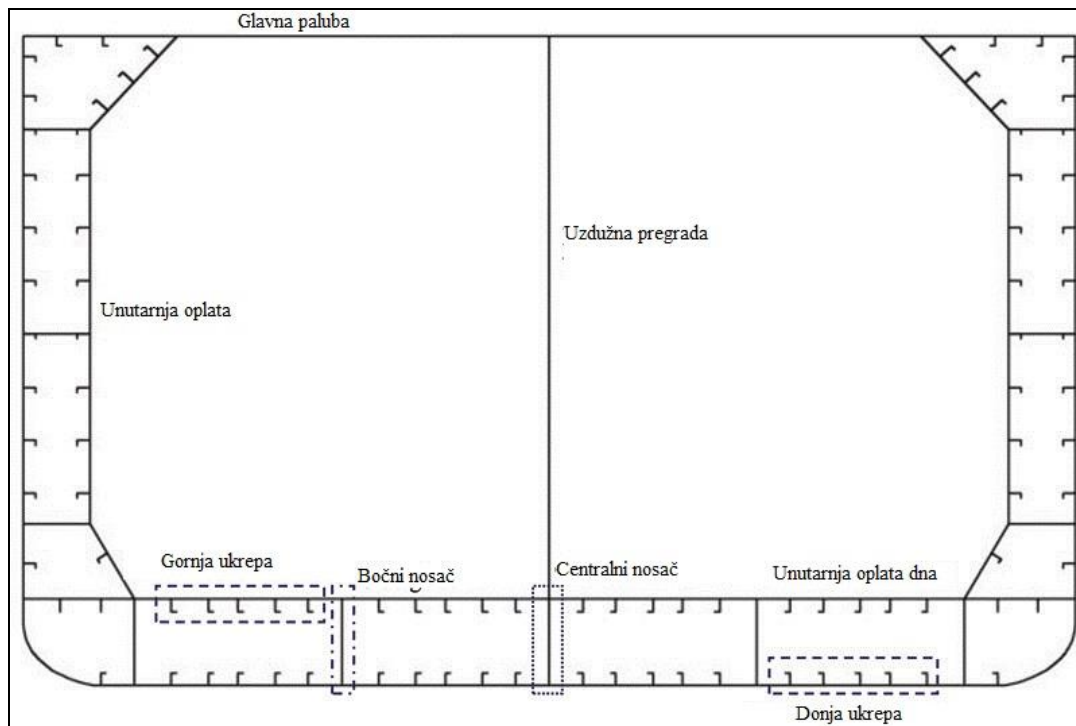 Glavna paluba
Uzdužna pregrada
Unutarnja oplata
Gornja ukrepa
Bočni nosač
Centralni nosač
Unutarnja oplata dna
Donja ukrepa